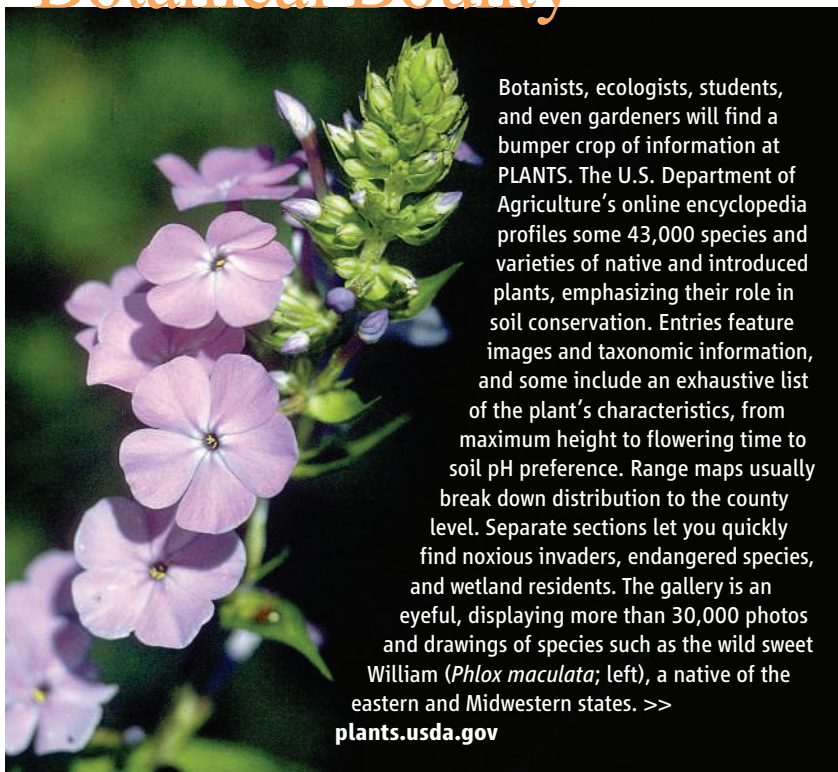 Botanical Bounty
Botanists, ecologists, students,
and even gardeners will find a
bumper crop of information at
PLANTS. The U.S. Department of
Agriculture’s online encyclopedia
profiles some 43,000 species and
varieties of native and introduced
plants, emphasizing their role in
soil conservation. Entries feature
images and taxonomic information,
and some include an exhaustive list
of the plant’s characteristics, from
maximum height to flowering time to
soil pH preference. Range maps usually
break down distribution to the county
level. Separate sections let you quickly
find noxious invaders, endangered species,
and wetland residents. The gallery is an
eyeful, displaying more than 30,000 photos
and drawings of species such as the wild sweet
William (Phlox maculata; left), a native of the
eastern and Midwestern states. >>
plants.usda.gov